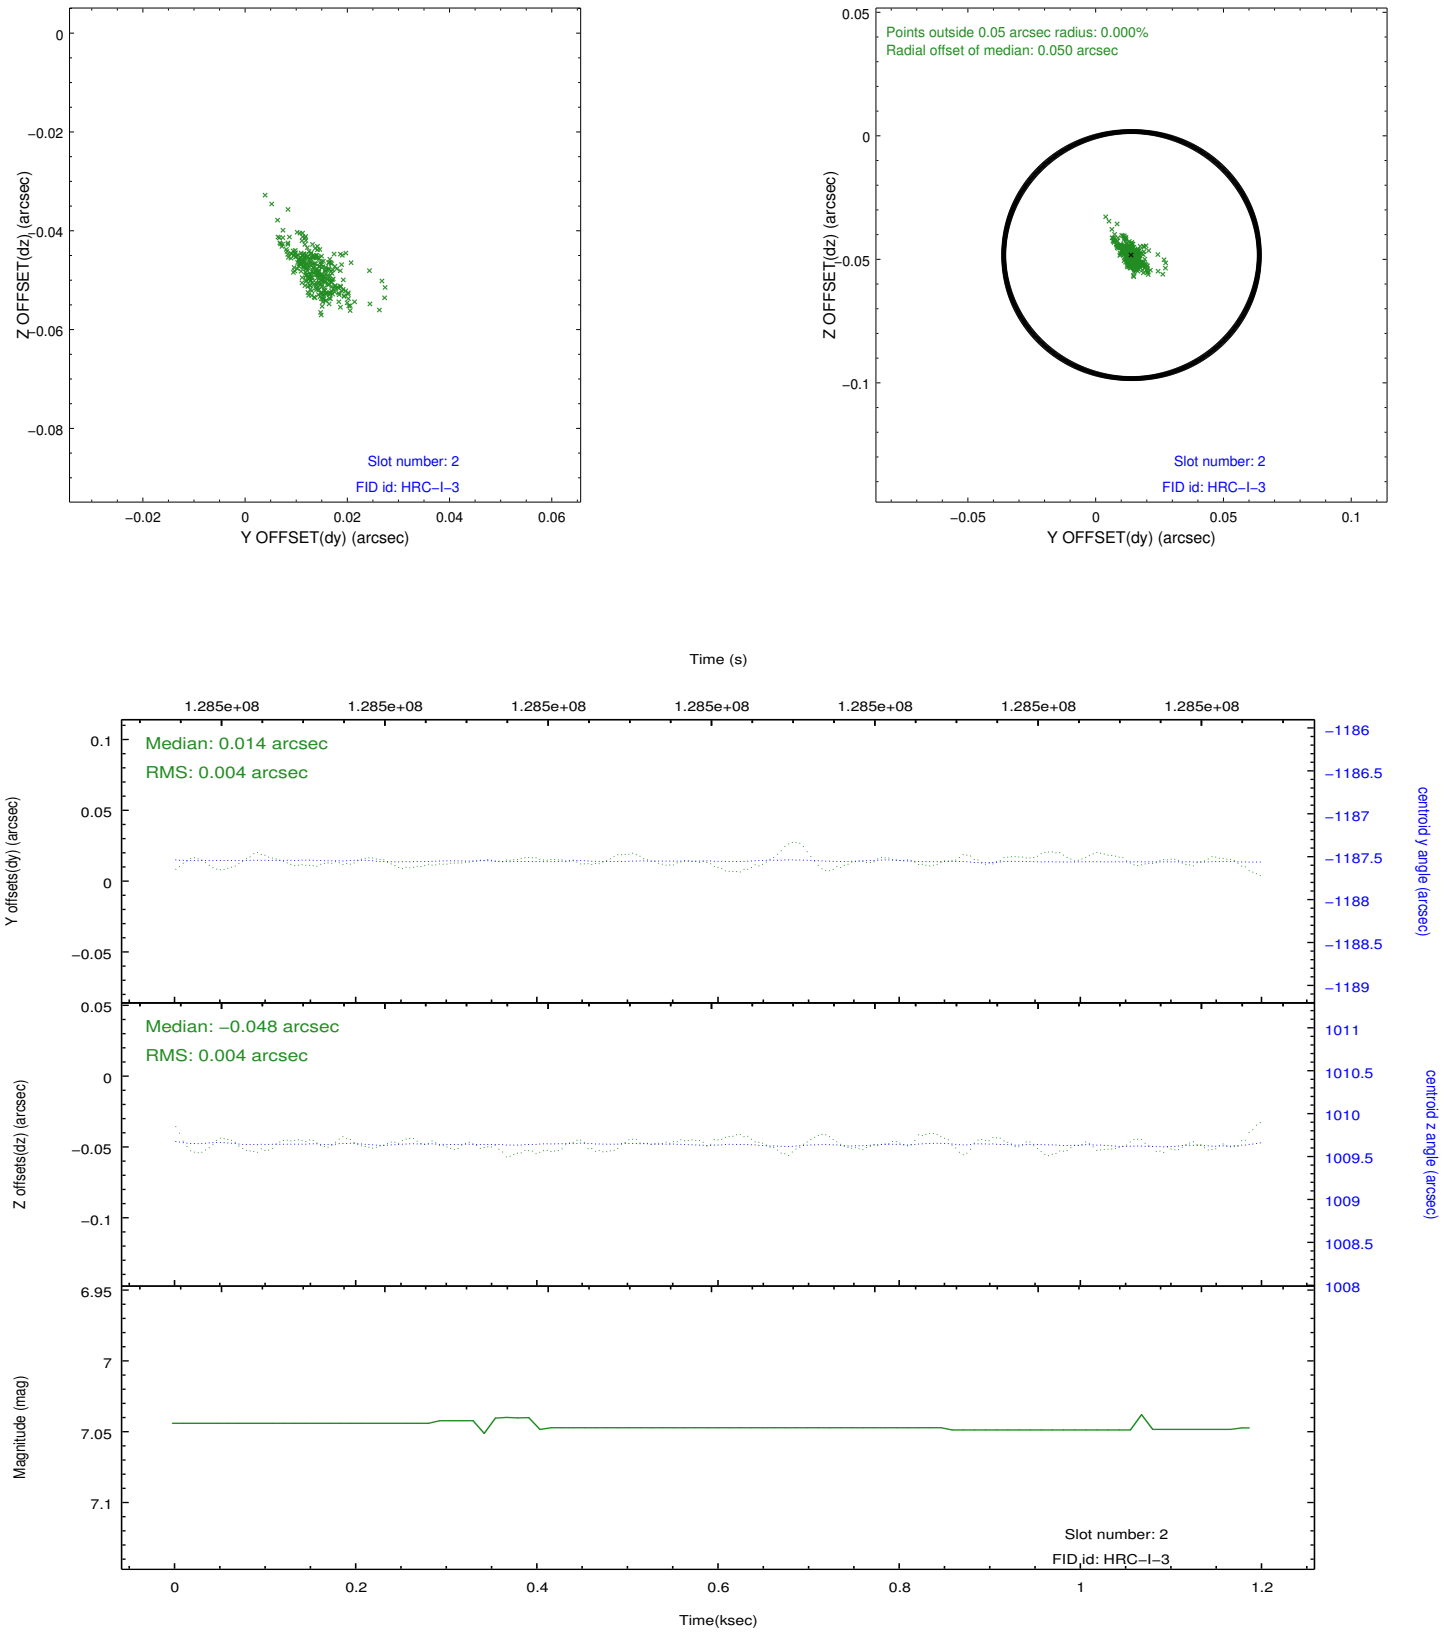 0
−0.02
−0.04
−0.06
−0.08
Z OFFSET(dz) (arcsec)
Slot number: 2
FID id: HRC−I−3
−0.02 0 0.02 0.04 0.06
Y OFFSET(dy) (arcsec)
Points outside 0.05 arcsec radius: 0.000%
Radial offset of median: 0.050 arcsec
0.05
0
−0.05
−0.1
Z OFFSET(dz) (arcsec)
Slot number: 2
FID id: HRC−I−3
−0.05 0 0.05 0.1
Y OFFSET(dy) (arcsec)
Time (s)
1.285e+08 1.285e+08 1.285e+08 1.285e+08 1.285e+08 1.285e+08 1.285e+08
Median: 0.014 arcsec
RMS: 0.004 arcsec
0.1
0.05
0
−0.05
Y offsets(dy) (arcsec)
−1186
−1186.5
−1187
−1187.5
−1188
−1188.5
−1189
centroid y angle (arcsec)
Median: −0.048 arcsec
RMS: 0.004 arcsec
0.05
0
−0.05
−0.1
Z offsets(dz) (arcsec)
1011
1010.5
1010
1009.5
1009
1008.5
1008
centroid z angle (arcsec)
6.95
7
7.05
7.1
Magnitude (mag)
Slot number: 2
FID id: HRC−I−3
0 0.2 0.4 0.6 0.8 1 1.2
Time(ksec)